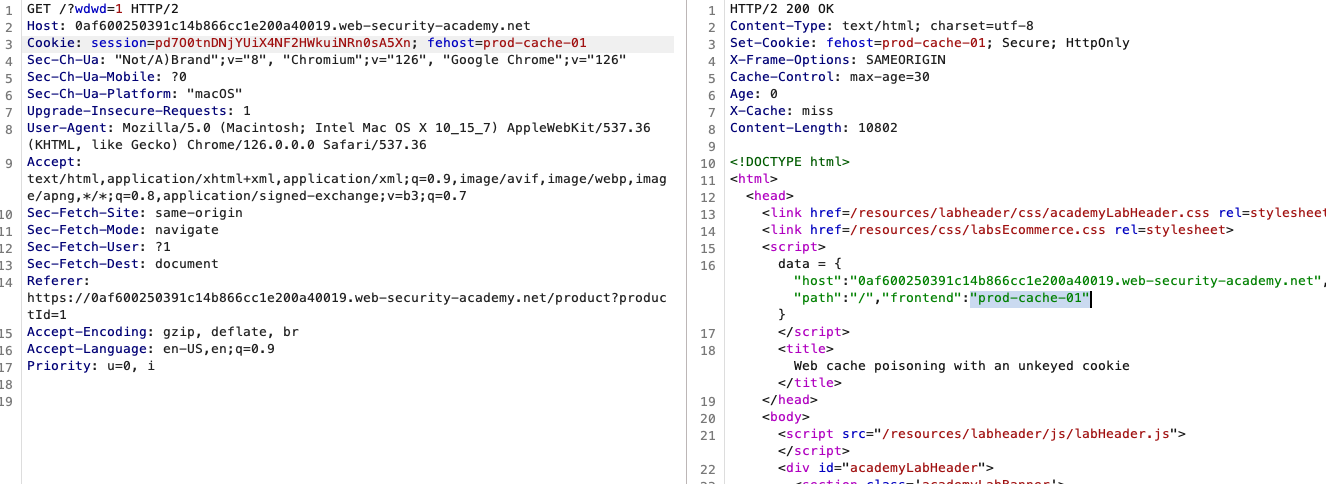 1 GET /?wdwd=1 HTTP/2
2 Host: 0af600250391c14b866cc1e200a40019.web-security-academy.net
3 Cookie: session=pd7O0tnDNjYUiX4NF2HWkuiNRn0sA5Xn; fehost=prod-cache-01
4 Sec-Ch-Ua: "Not/A)Brand";v="8", "Chromium";v="126", "Google Chrome";v="126"
5 Sec-Ch-Ua-Mobile: ?0
6 Sec-Ch-Ua-Platform: "macOS"
7 Upgrade-Insecure-Requests: 1
8 User-Agent: Mozilla/5.0 (Macintosh; Intel Mac OS X 10_15_7) AppleWebKit/537.36
(KHTML, like Gecko) Chrome/126.0.0.0 Safari/537.36
9 Accept:
text/html,application/xhtml+xml,application/xml;q=0.9,image/avif,image/webp,imag
e/apng,*/*;q=0.8,application/signed-exchange;v=b3;q=0.7
10 Sec-Fetch-Site: same-origin
11 Sec-Fetch-Mode: navigate
12 Sec-Fetch-User: ?1
13 Sec-Fetch-Dest: document
14 Referer:
https://0af600250391c14b866cc1e200a40019.web-security-academy.net/product?produc
tId=1
15 Accept-Encoding: gzip, deflate, br
16 Accept-Language: en-US,en;q=0.9
17 Priority: u=0, i
18
19
1 HTTP/2 200 OK
2 Content-Type: text/html; charset=utf-8
3 Set-Cookie: fehost=prod-cache-01; Secure; HttpOnly
4 X-Frame-Options: SAMEORIGIN
5 Cache-Control: max-age=30
6 Age: 0
7 X-Cache: miss
8 Content-Length: 10802
9
10 <!DOCTYPE html>
11 <html>
12 <head>
13 <link href=/resources/labheader/css/academyLabHeader.css rel=stylesheet
14 <link href=/resources/css/labsEcommerce.css rel=stylesheet>
15 <script>
16 data = {
"host":"0af600250391c14b866cc1e200a40019.web-security-academy.net",
"path":"/","frontend":"prod-cache-01"
}
17 </script>
18 <title>
Web cache poisoning with an unkeyed cookie
</title>
19 </head>
20 <body>
21 <script src="/resources/labheader/js/labHeader.js">
</script>
22 <div id="academyLabHeader">